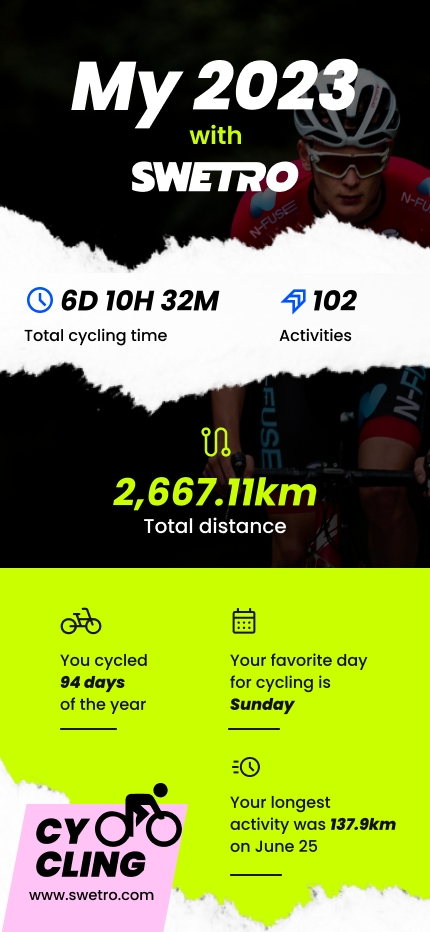 My 2023
with
SWETRO
N-FUSE
N-F
6D 10H 32M
102
Total cycling time
Activities
-FUSE
N-F
2,667.11km
Total distance
You cycled
94 days
of the year
Your favorite day
for cycling is
Sunday
Your longest
activity was 137.9km
on June 25
CY
CLING
www.swetro.com